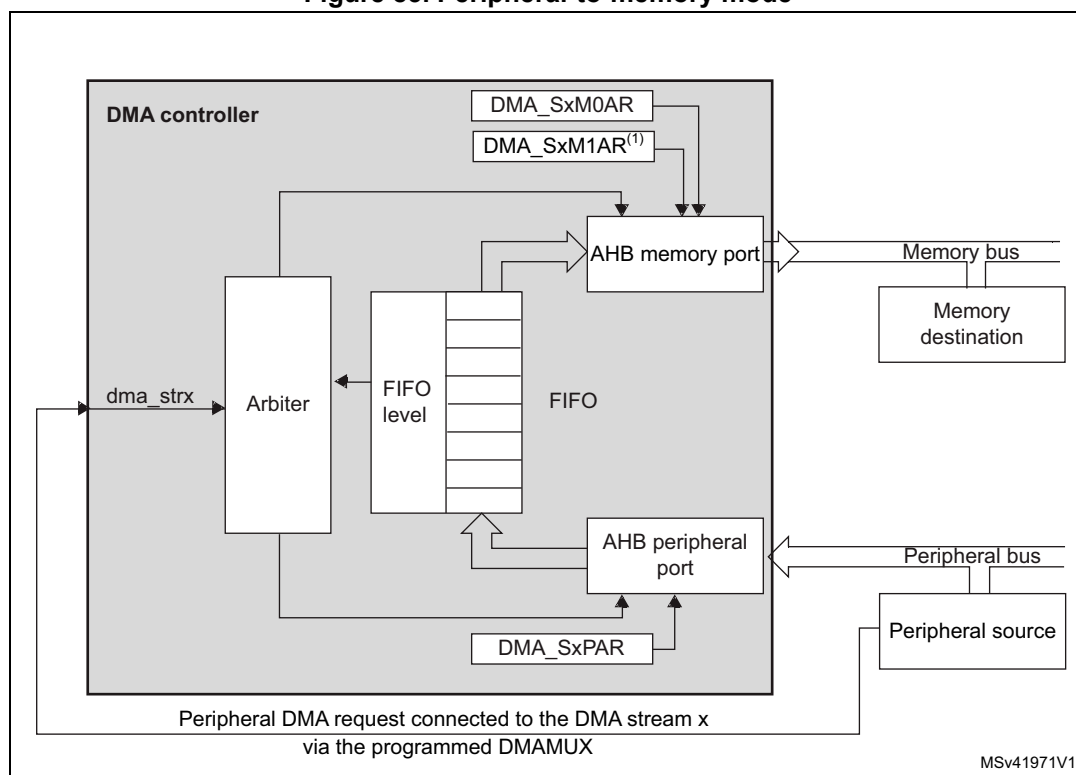 DMA controller
DMA_SxM0AR
DMA_SxM1AR(1)
AHB memory port
Memory bus
Memory
destination
dma_strx
Arbiter
FIFO
level
FIFO
AHB peripheral
port
Peripheral bus
Peripheral source
DMA_SxPAR
Peripheral DMA request connected to the DMA stream x
via the programmed DMAMUX
MSv41971V1